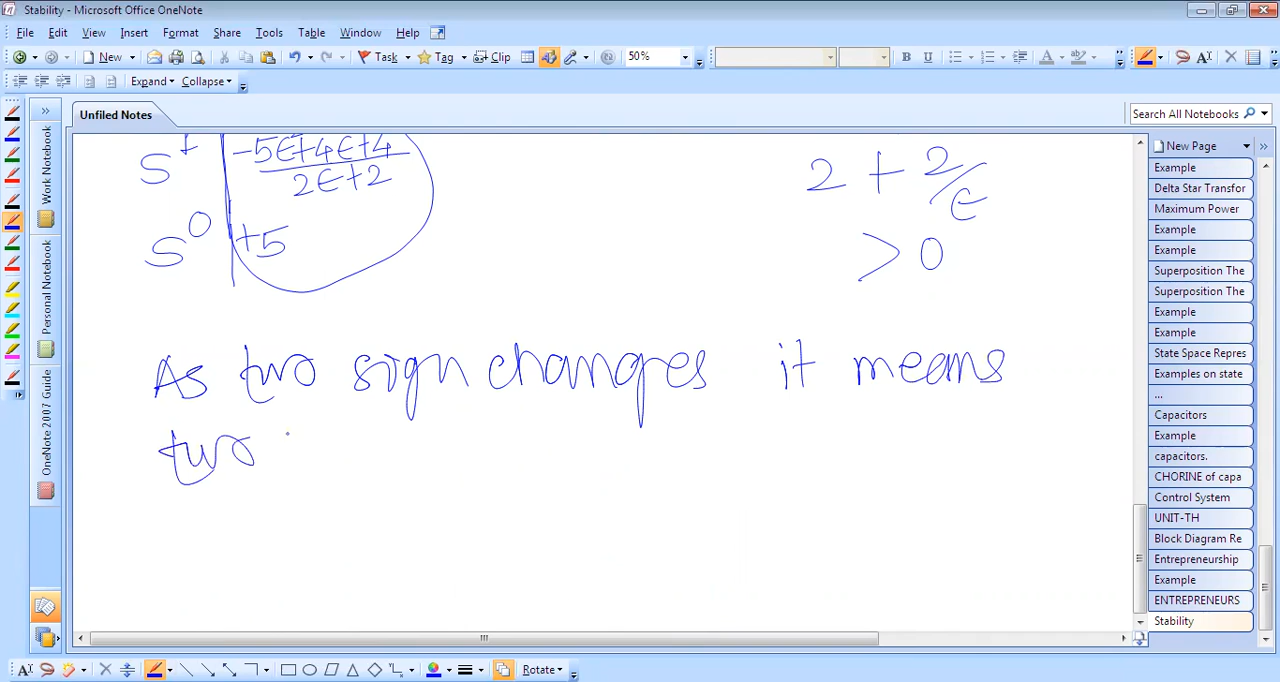 Stability - Microsoft Office OneNote
File Edit View Insert Format Share Tools Table Window Help
New Task Tag Clip 50% B U A
Expand Collapse
Unfiled Notes
Search All Notebooks
New Page
Work Notebook
Personal Notebook
OneNote 2007 Guide
S1 -5ϵ+4ϵ+4
2ϵ+2
S0 +5
2 + 2/ϵ
> 0
As two sign changes it means
two
Example
Delta Star Transfor
Maximum Power
Example
Example
Superposition The
Superposition The
Example
Example
State Space Repres
Examples on state
...
Capacitors
Example
capacitors.
CHORINE of capa
Control System
UNIT-TH
Block Diagram Re
Entrepreneurship
Example
ENTREPRENEURS
Stability
Rotate